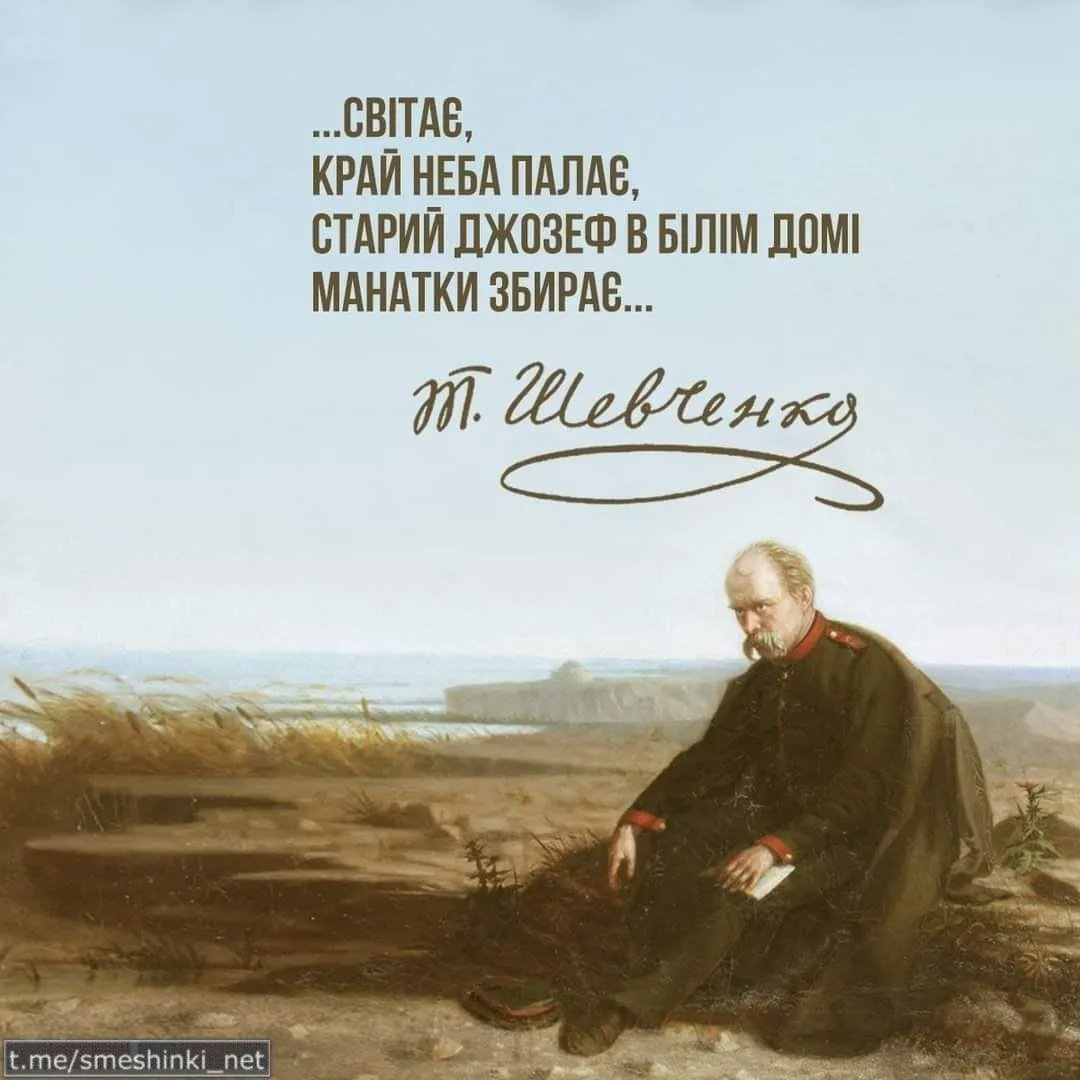 ...СВІТАЄ,
КРАЙ НЕБА ПАЛАЄ,
СТАРИЙ ДЖОЗЕФ В БІЛІМ ДОМІ
МАНАТКИ ЗБИРАЄ...
Т. Шевченко
t.me/smeshinki_net